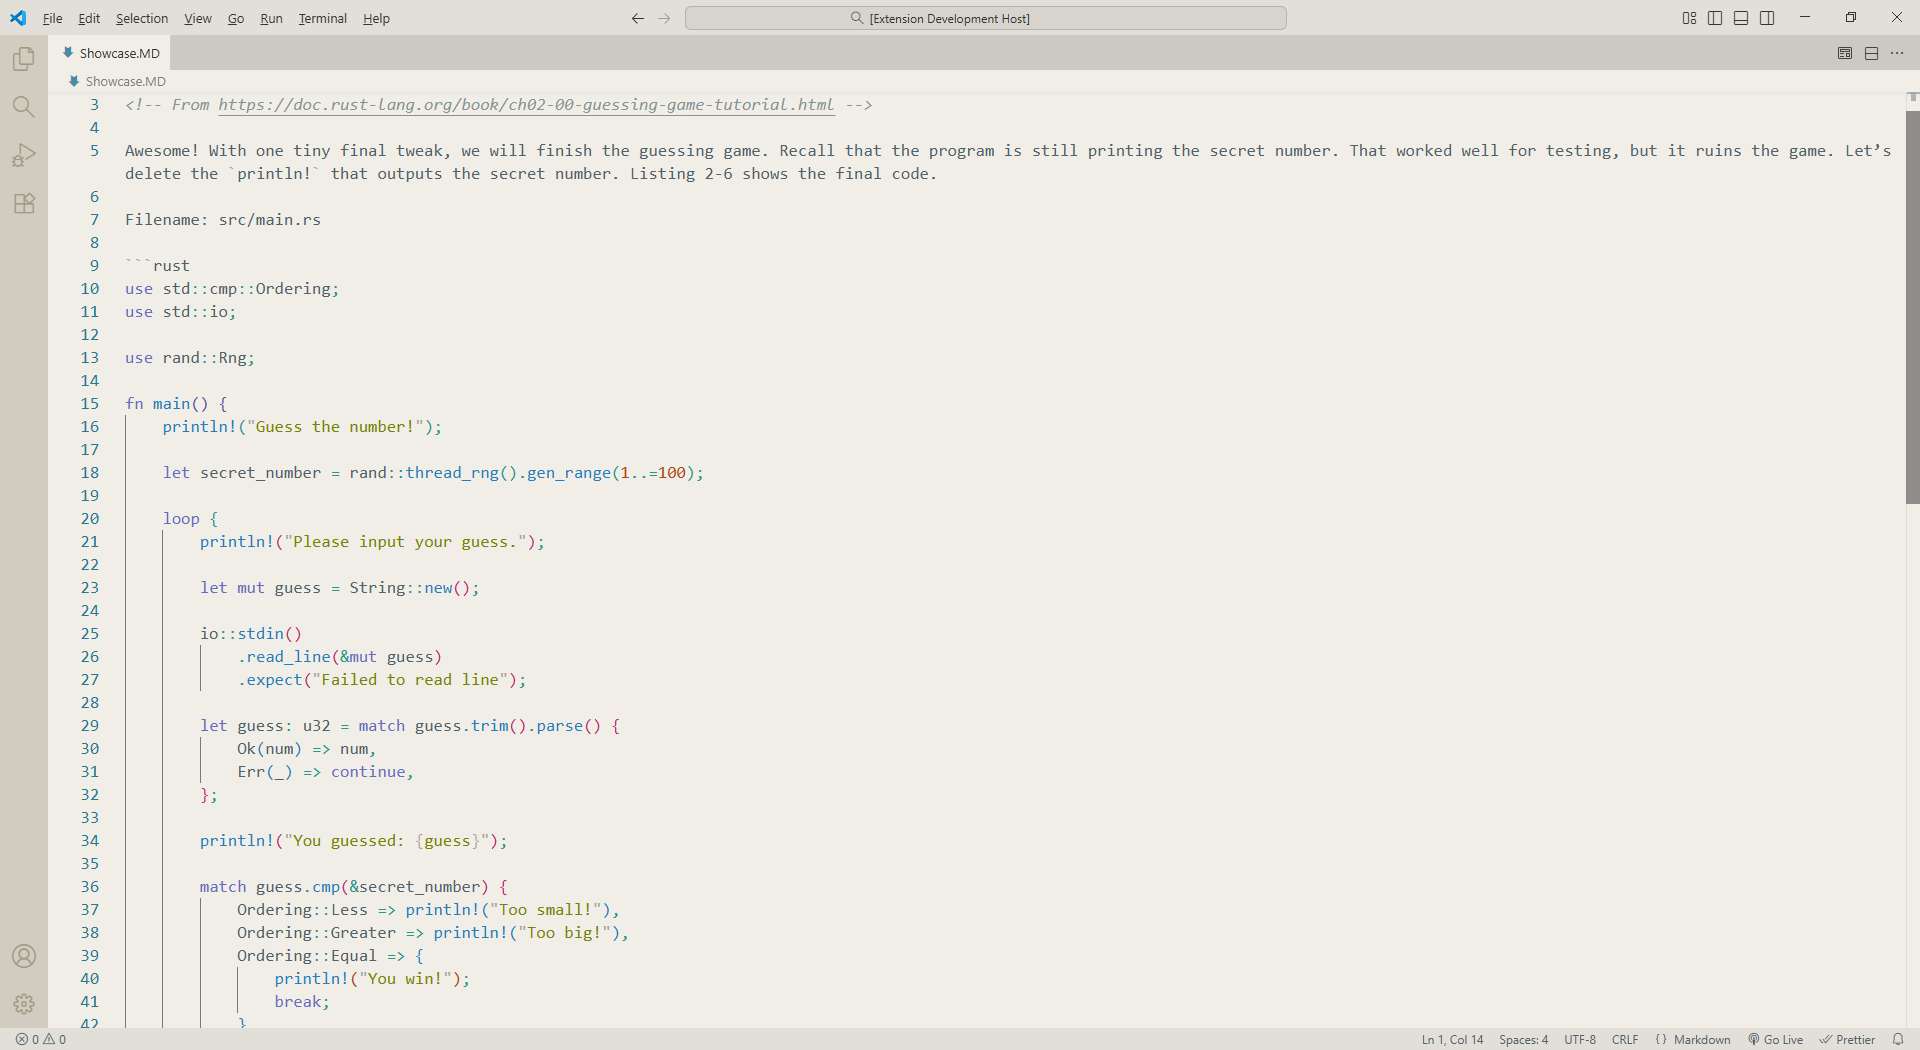 File Edit Selection View Go Run Terminal Help
[Extension Development Host]
Showcase.MD
Showcase.MD
3 <!-- From https://doc.rust-lang.org/book/ch02-00-guessing-game-tutorial.html -->
4
5 Awesome! With one tiny final tweak, we will finish the guessing game. Recall that the program is still printing the secret number. That worked well for testing, but it ruins the game. Let’s
delete the `println!` that outputs the secret number. Listing 2-6 shows the final code.
6
7 Filename: src/main.rs
8
9 ```rust
10 use std::cmp::Ordering;
11 use std::io;
12
13 use rand::Rng;
14
15 fn main() {
16     println!("Guess the number!");
17
18     let secret_number = rand::thread_rng().gen_range(1..=100);
19
20     loop {
21         println!("Please input your guess.");
22
23         let mut guess = String::new();
24
25         io::stdin()
26             .read_line(&mut guess)
27             .expect("Failed to read line");
28
29         let guess: u32 = match guess.trim().parse() {
30             Ok(num) => num,
31             Err(_) => continue,
32         };
33
34         println!("You guessed: {guess}");
35
36         match guess.cmp(&secret_number) {
37             Ordering::Less => println!("Too small!"),
38             Ordering::Greater => println!("Too big!"),
39             Ordering::Equal => {
40                 println!("You win!");
41                 break;
42             }
0 0 Ln 1, Col 14 Spaces: 4 UTF-8 CRLF {} Markdown Go Live Prettier